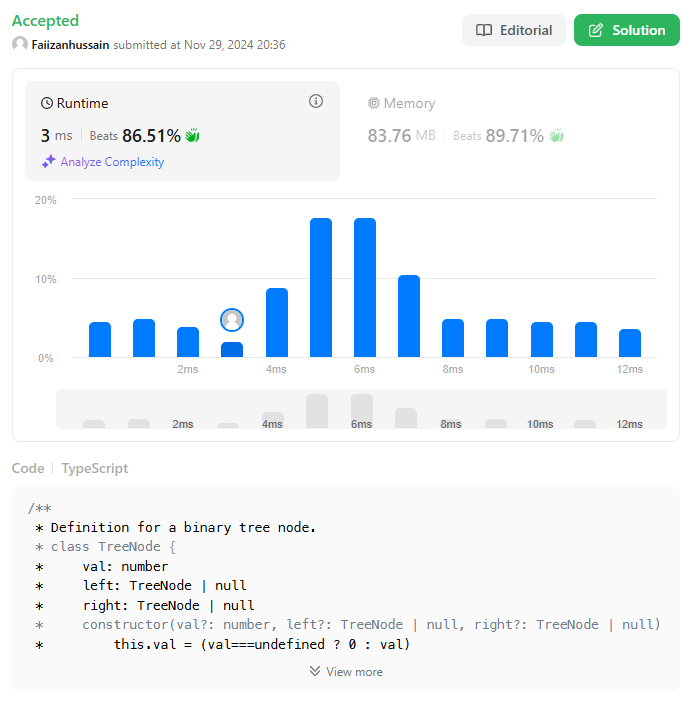 Accepted
Faiizanhussain submitted at Nov 29, 2024 20:36
Editorial
Solution
Runtime
3 ms | Beats 86.51%
Analyze Complexity
Memory
83.76 MB | Beats 89.71%
20%
10%
0%
2ms 4ms 6ms 8ms 10ms 12ms
2ms 4ms 6ms 8ms 10ms 12ms
Code | TypeScript
/**
 * Definition for a binary tree node.
 * class TreeNode {
 *     val: number
 *     left: TreeNode | null
 *     right: TreeNode | null
 *     constructor(val?: number, left?: TreeNode | null, right?: TreeNode | null)
 *         this.val = (val===undefined ? 0 : val)
View more